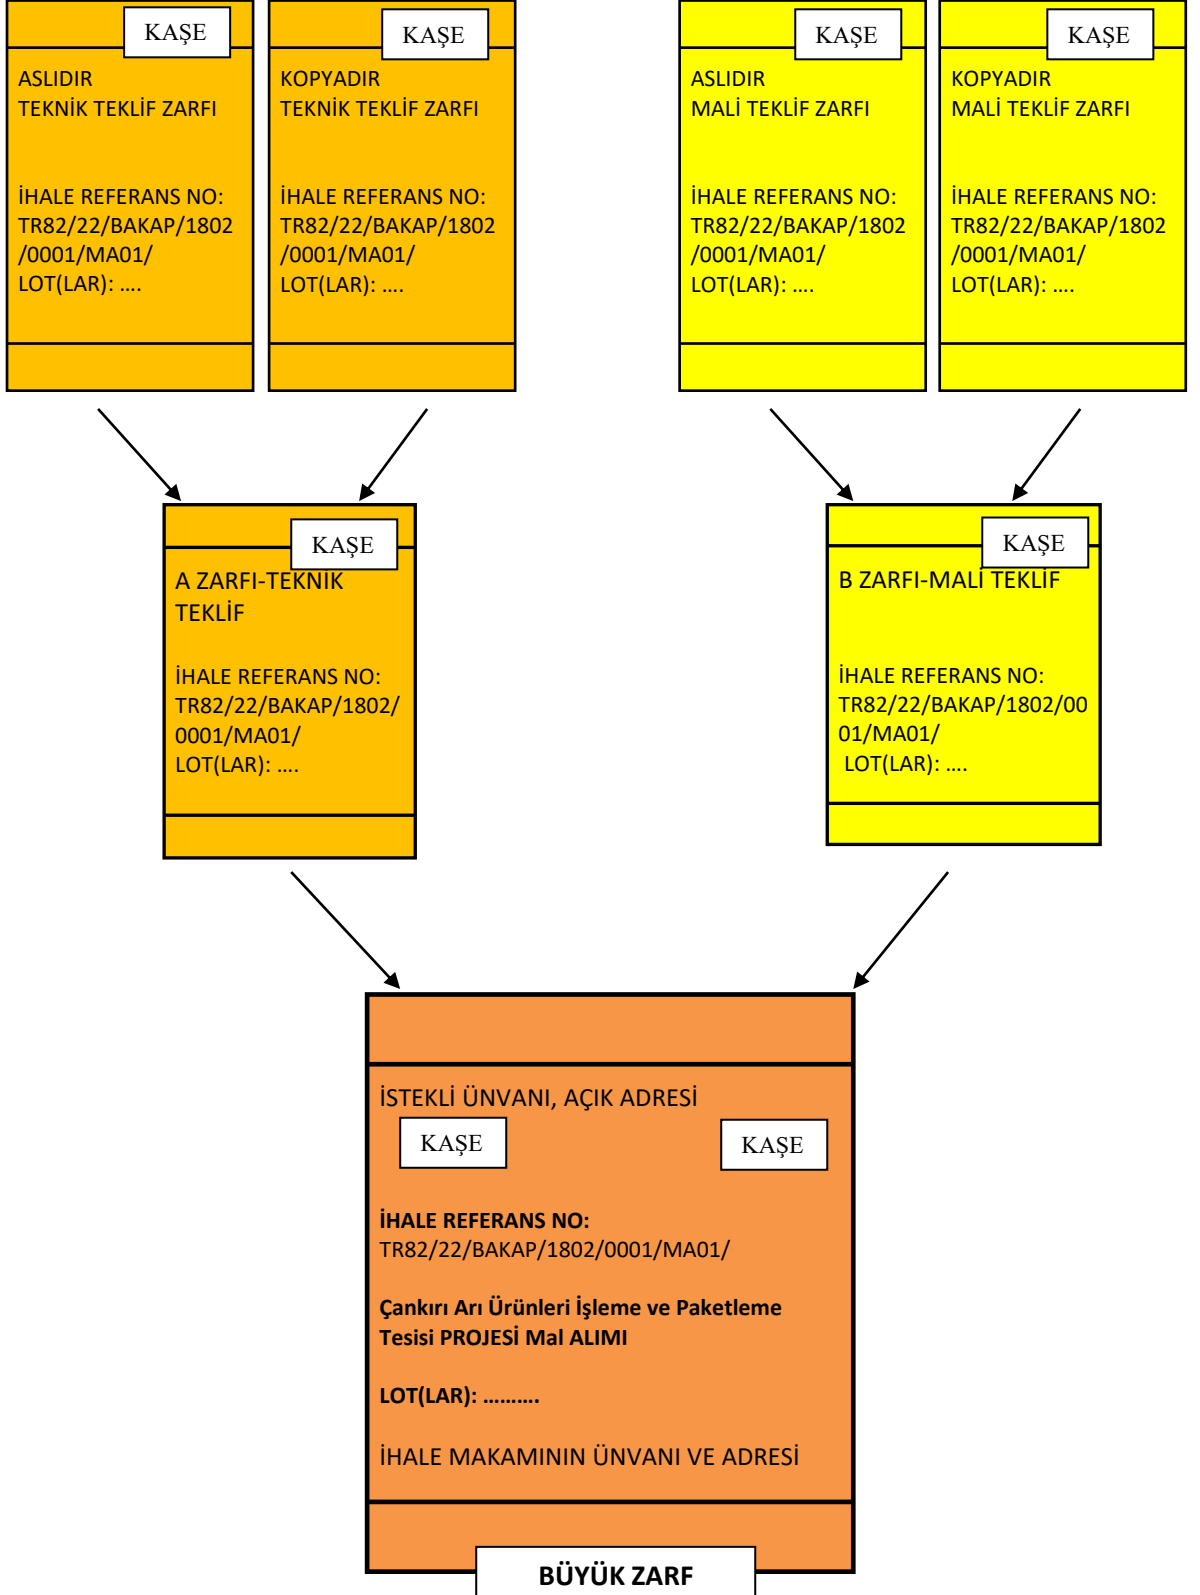 KAŞE
ASLIDIR
TEKNİK TEKLİF ZARFI
İHALE REFERANS NO:
TR82/22/BAKAP/1802
/0001/MA01/
LOT(LAR): ….
KAŞE
KOPYADIR
TEKNİK TEKLİF ZARFI
İHALE REFERANS NO:
TR82/22/BAKAP/1802
/0001/MA01/
LOT(LAR): ….
KAŞE
ASLIDIR
MALİ TEKLİF ZARFI
İHALE REFERANS NO:
TR82/22/BAKAP/1802
/0001/MA01/
LOT(LAR): ….
KAŞE
KOPYADIR
MALİ TEKLİF ZARFI
İHALE REFERANS NO:
TR82/22/BAKAP/1802
/0001/MA01/
LOT(LAR): ….
KAŞE
A ZARFI-TEKNİK
TEKLİF
İHALE REFERANS NO:
TR82/22/BAKAP/1802/
0001/MA01/
LOT(LAR): ….
KAŞE
B ZARFI-MALİ TEKLİF
İHALE REFERANS NO:
TR82/22/BAKAP/1802/00
01/MA01/
LOT(LAR): ….
İSTEKLİ ÜNVANI, AÇIK ADRESİ
KAŞE
KAŞE
İHALE REFERANS NO:
TR82/22/BAKAP/1802/0001/MA01/
Çankırı Arı Ürünleri İşleme ve Paketleme
Tesisi PROJESİ Mal ALIMI
LOT(LAR): ……….
İHALE MAKAMININ ÜNVANI VE ADRESİ
BÜYÜK ZARF